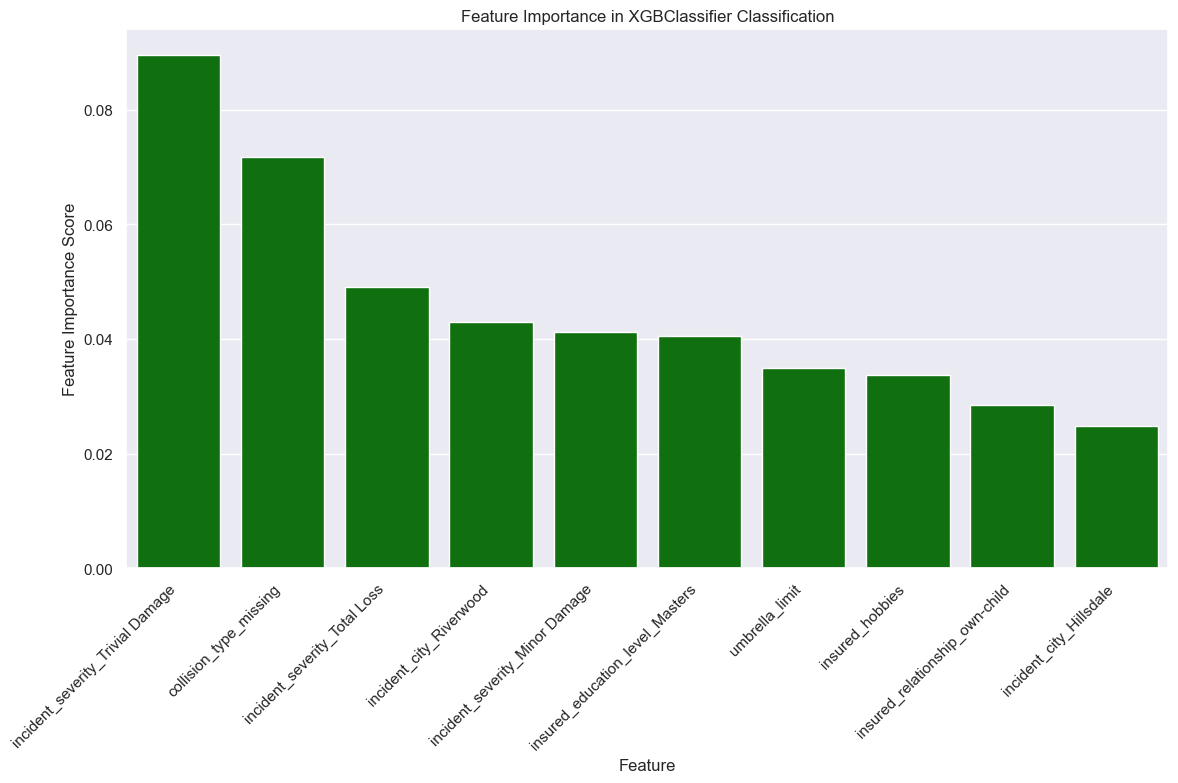 Feature Importance in XGBClassifier Classification
Feature Importance Score
0.08
0.06
0.04
0.02
0.00
incident_severity_Trivial Damage
collision_type_missing
incident_severity_Total Loss
incident_city_Riverwood
incident_severity_Minor Damage
insured_education_level_Masters
umbrella_limit
insured_hobbies
insured_relationship_own-child
incident_city_Hillsdale
Feature